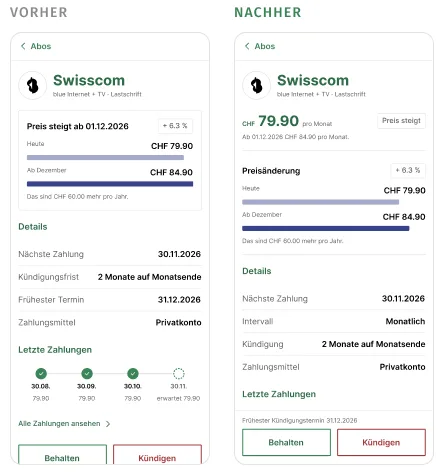 VORHER
Abos
Swisscom
blue Internet + TV · Lastschrift
Preis steigt ab 01.12.2026
+ 6.3 %
Heute
CHF 79.90
Ab Dezember
CHF 84.90
Das sind CHF 60.00 mehr pro Jahr.
Details
Nächste Zahlung 30.11.2026
Kündigungsfrist 2 Monate auf Monatsende
Frühester Termin 31.12.2026
Zahlungsmittel Privatkonto
Letzte Zahlungen
30.08. 30.09. 30.10. 30.11.
79.90 79.90 79.90 erwartet 79.90
Alle Zahlungen ansehen
Behalten Kündigen
NACHHER
Abos
Swisscom
blue Internet + TV · Lastschrift
CHF 79.90 pro Monat
Preis steigt
Ab 01.12.2026 CHF 84.90 pro Monat.
Preisänderung
+ 6.3 %
Heute
CHF 79.90
Ab Dezember
CHF 84.90
Das sind CHF 60.00 mehr pro Jahr.
Details
Nächste Zahlung 30.11.2026
Intervall Monatlich
Kündigung 2 Monate auf Monatsende
Zahlungsmittel Privatkonto
Letzte Zahlungen
Frühester Kündigungstermin 31.12.2026
Behalten Kündigen